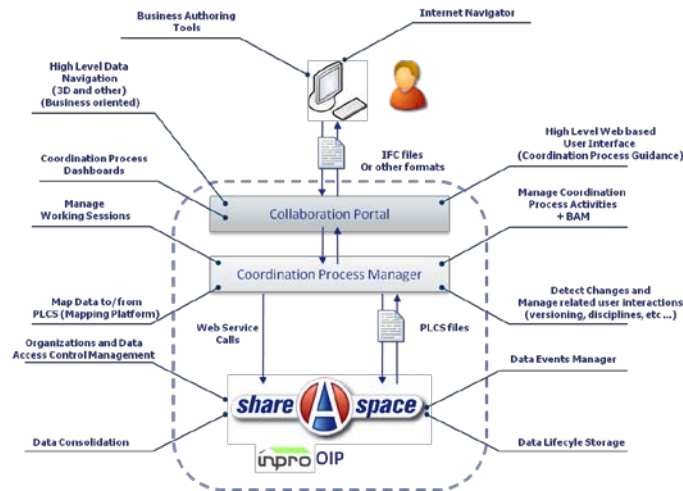 Business Authoring
Tools
Internet Navigator
High Level Data
Navigation
(3D and other)
(Business oriented)
IFC files
Or other formats
High Level Web based
User Interface
(Coordination Process Guidance)
Coordination Process
Dashboards
Manage Coordination
Process Activities
+ BAM
Collaboration Portal
Manage
Working Sessions
Coordination Process Manager
Map Data to/from
PLCS (Mapping Platform)
Detect Changes and
Manage related user interactions
(versioning, disciplines, etc ...)
Web Service
Calls
PLCS files
Organizations and Data
Access Control Management
Data Events Manager
share A space
Data Consolidation
Data Lifecyle Storage
inpro OIP